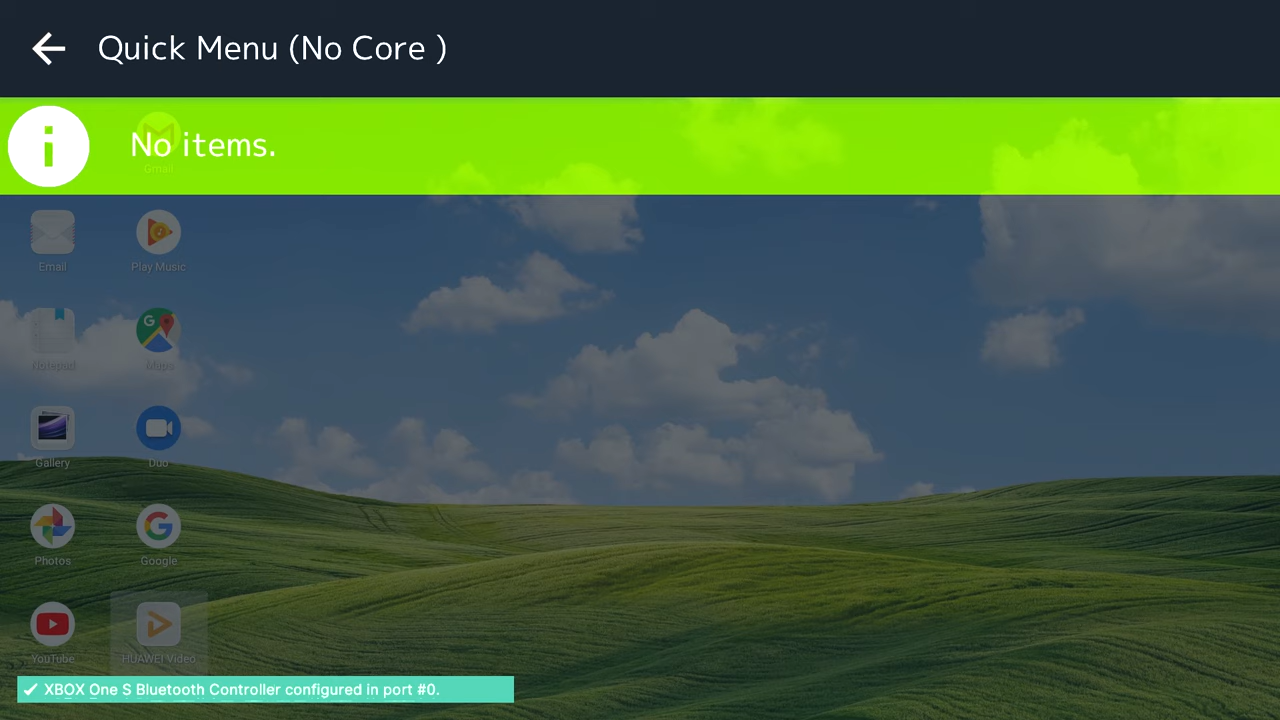 Quick Menu (No Core )
No items.
Gmail
Email
Play Music
Notepad
Maps
Gallery
Duo
Photos
Google
YouTube
HUAWEI Video
XBOX One S Bluetooth Controller configured in port #0.